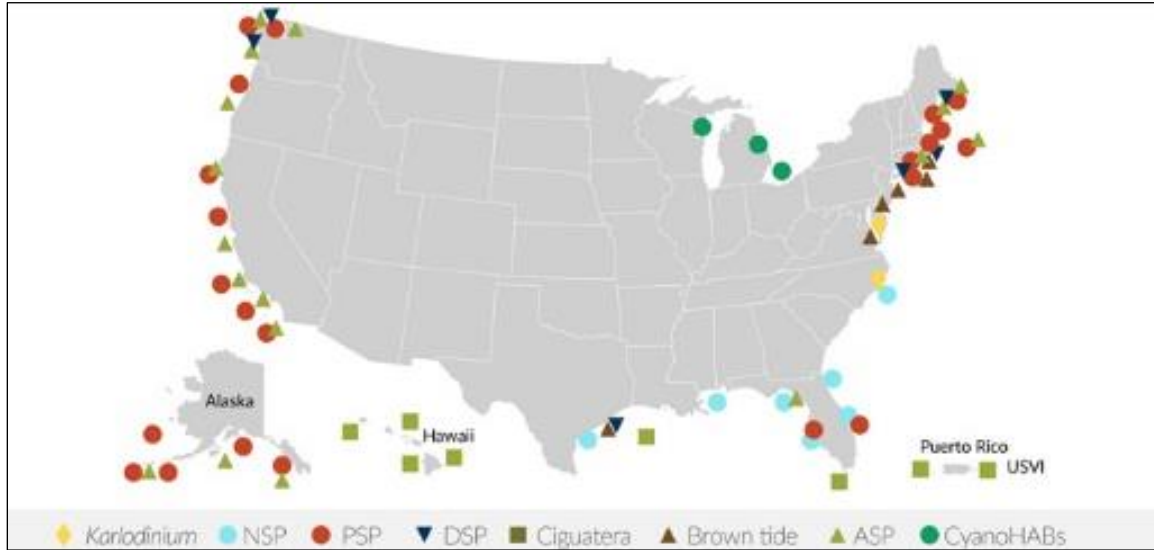 Alaska
Hawaii
Puerto Rico
USVI
Karlodinium NSP PSP DSP Ciguatera Brown tide ASP CyanoHABs